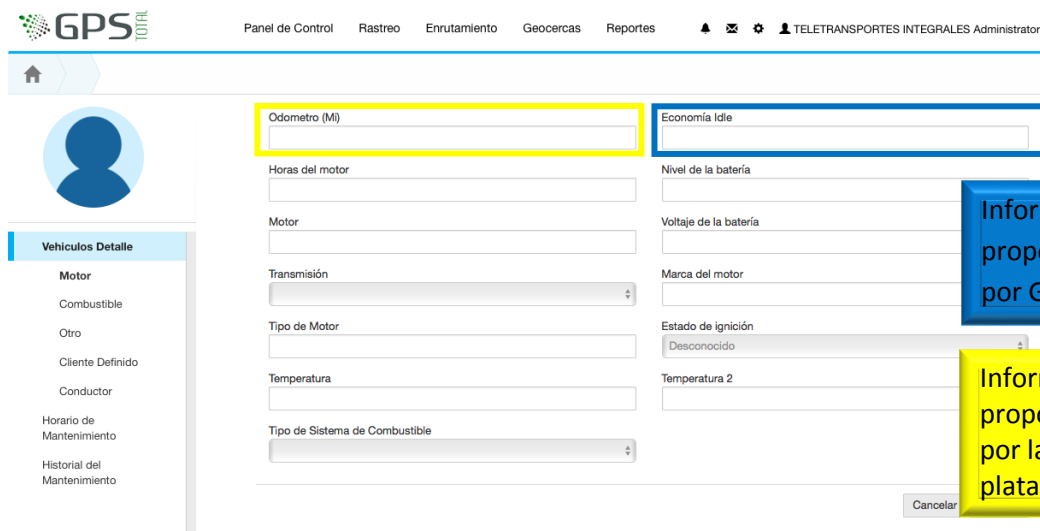 GPS TOTAL
Panel de Control Rastreo Enrutamiento Geocercas Reportes TELETRANSPORTES INTEGRALES Administrator
Vehiculos Detalle
Motor
Combustible
Otro
Cliente Definido
Conductor
Horario de
Mantenimiento
Historial del
Mantenimiento
Odometro (Mi)
Economía Idle
Horas del motor
Nivel de la batería
Motor
Voltaje de la batería
Transmisión
Marca del motor
Tipo de Motor
Estado de ignición
Desconocido
Temperatura
Temperatura 2
Tipo de Sistema de Combustible
Cancelar
por
por